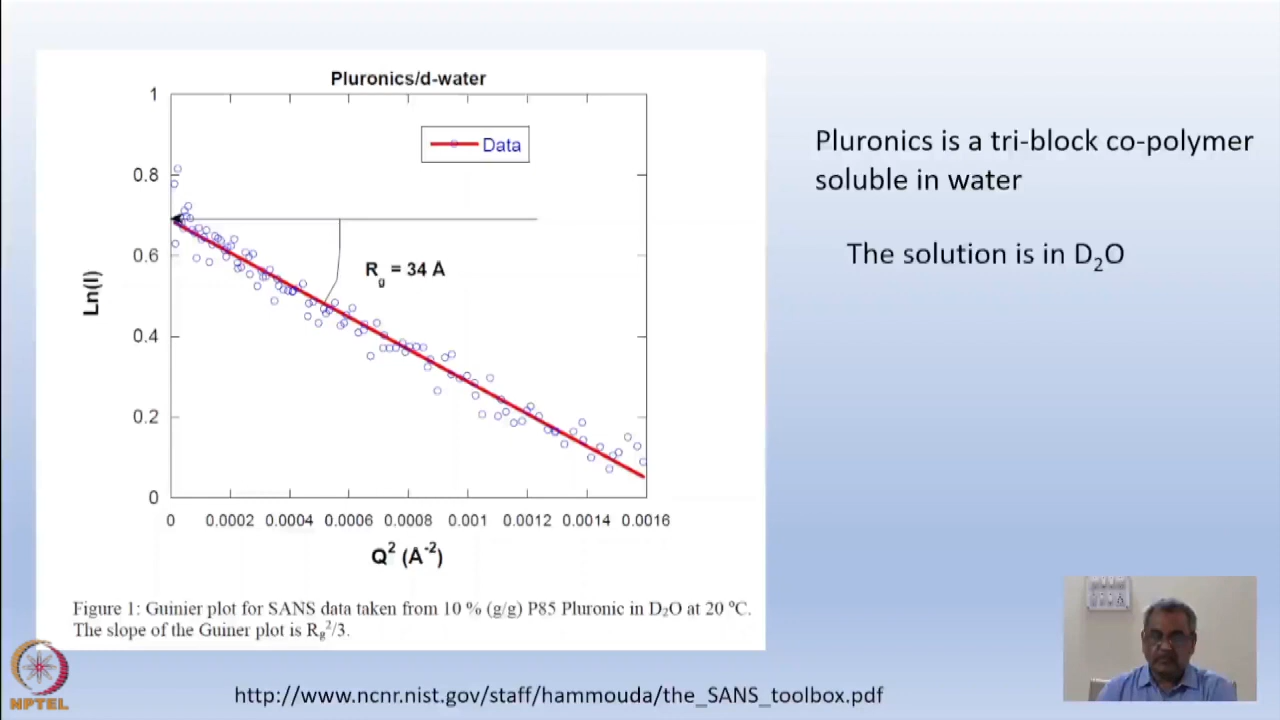 Pluronics/d-water
1
Data
0.8
0.6
R_g = 34 Å
Ln(I)
0.4
0.2
0
0 0.0002 0.0004 0.0006 0.0008 0.001 0.0012 0.0014 0.0016
Q² (Å⁻²)
Figure 1: Guinier plot for SANS data taken from 10 % (g/g) P85 Pluronic in D₂O at 20 ºC.
The slope of the Guiner plot is R_g²/3.
Pluronics is a tri-block co-polymer
soluble in water
The solution is in D₂O
http://www.ncnr.nist.gov/staff/hammouda/the_SANS_toolbox.pdf
NPTEL